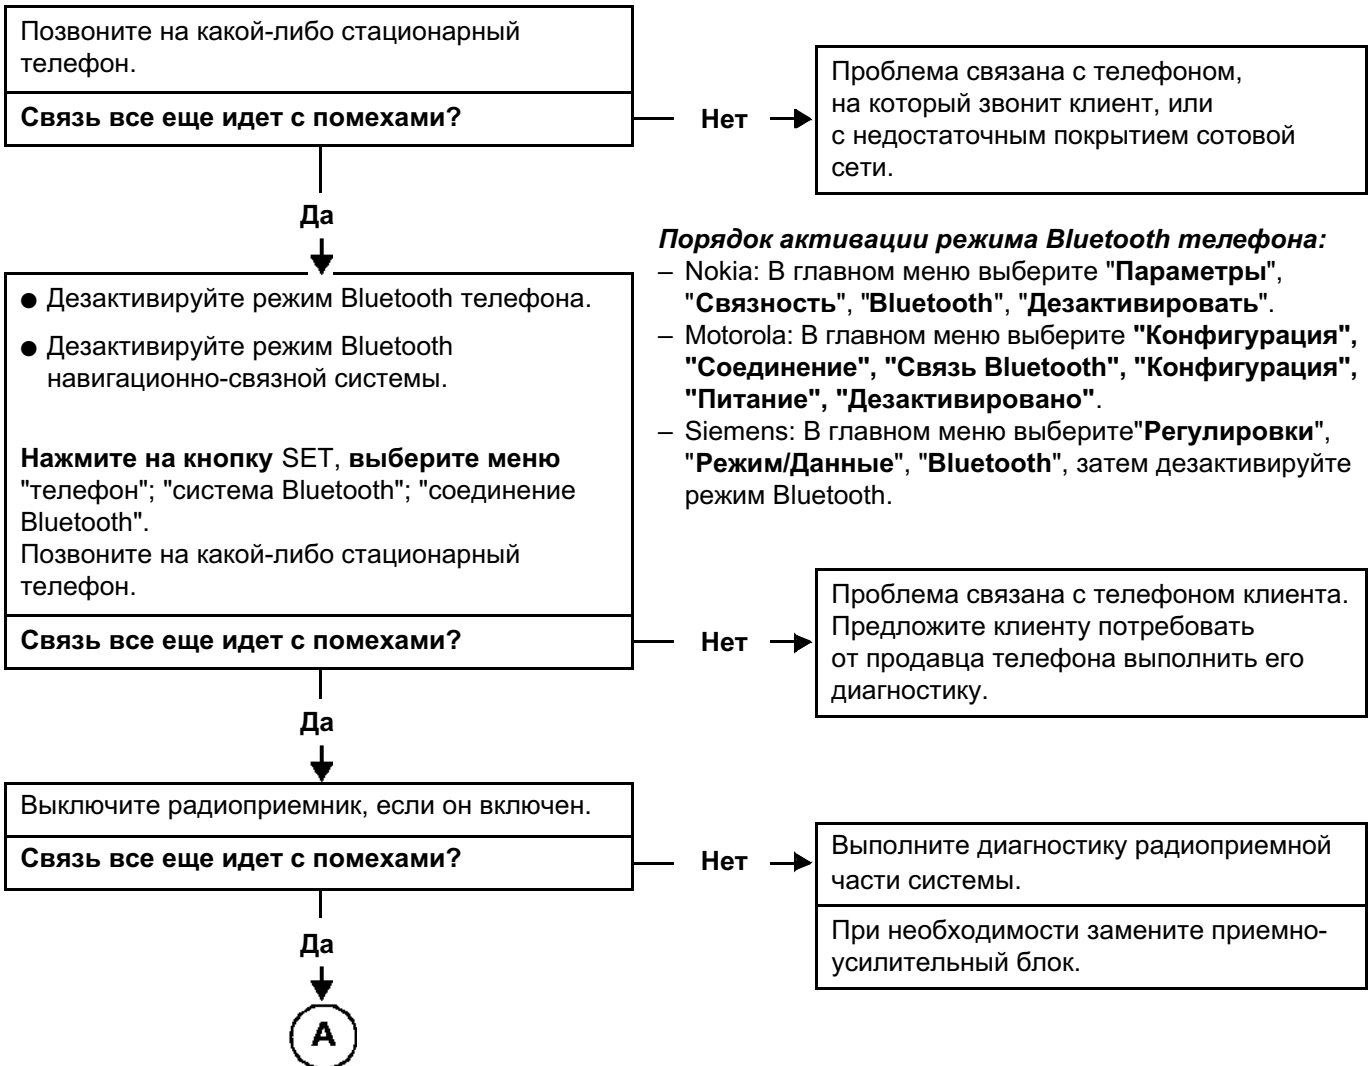 Позвоните на какой-либо стационарный
телефон.
Связь все еще идет с помехами?
Нет
Проблема связана с телефоном,
на который звонит клиент, или
с недостаточным покрытием сотовой
сети.
Да
● Дезактивируйте режим Bluetooth телефона.
● Дезактивируйте режим Bluetooth
навигационно-связной системы.
Нажмите на кнопку SET, выберите меню
"телефон"; "система Bluetooth"; "соединение
Bluetooth".
Позвоните на какой-либо стационарный
телефон.
Связь все еще идет с помехами?
Порядок активации режима Bluetooth телефона:
– Nokia: В главном меню выберите "Параметры",
"Связность", "Bluetooth", "Дезактивировать".
– Motorola: В главном меню выберите "Конфигурация",
"Соединение", "Связь Bluetooth", "Конфигурация",
"Питание", "Дезактивировано".
– Siemens: В главном меню выберите"Регулировки",
"Режим/Данные", "Bluetooth", затем дезактивируйте
режим Bluetooth.
Нет
Проблема связана с телефоном клиента.
Предложите клиенту потребовать
от продавца телефона выполнить его
диагностику.
Да
Выключите радиоприемник, если он включен.
Связь все еще идет с помехами?
Нет
Выполните диагностику радиоприемной
части системы.
При необходимости замените приемно-
усилительный блок.
Да
А